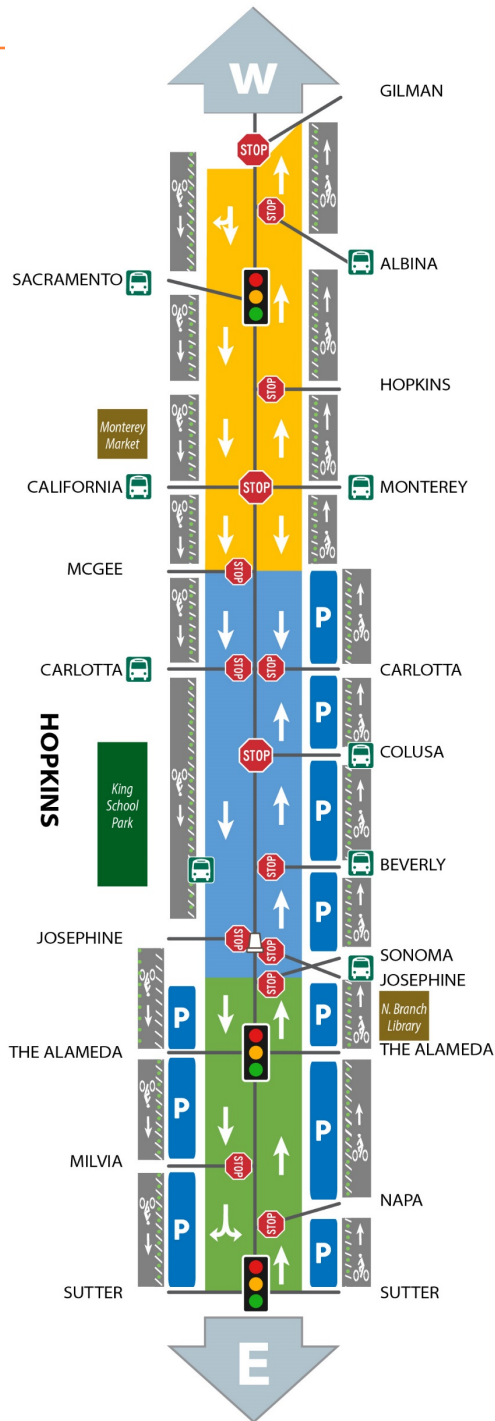 W
GILMAN
STOP
STOP
ALBINA
SACRAMENTO
STOP
HOPKINS
Monterey
Market
CALIFORNIA
STOP
MONTEREY
MCGEE
STOP
P
CARLOTTA
STOP
STOP
CARLOTTA
P
HOPKINS
STOP
COLUSA
King
School
Park
P
STOP
BEVERLY
P
JOSEPHINE
STOP
STOP
SONOMA
JOSEPHINE
STOP
P
P
N. Branch
Library
THE ALAMEDA
THE ALAMEDA
P
P
MILVIA
STOP
NAPA
STOP
P
P
SUTTER
SUTTER
E